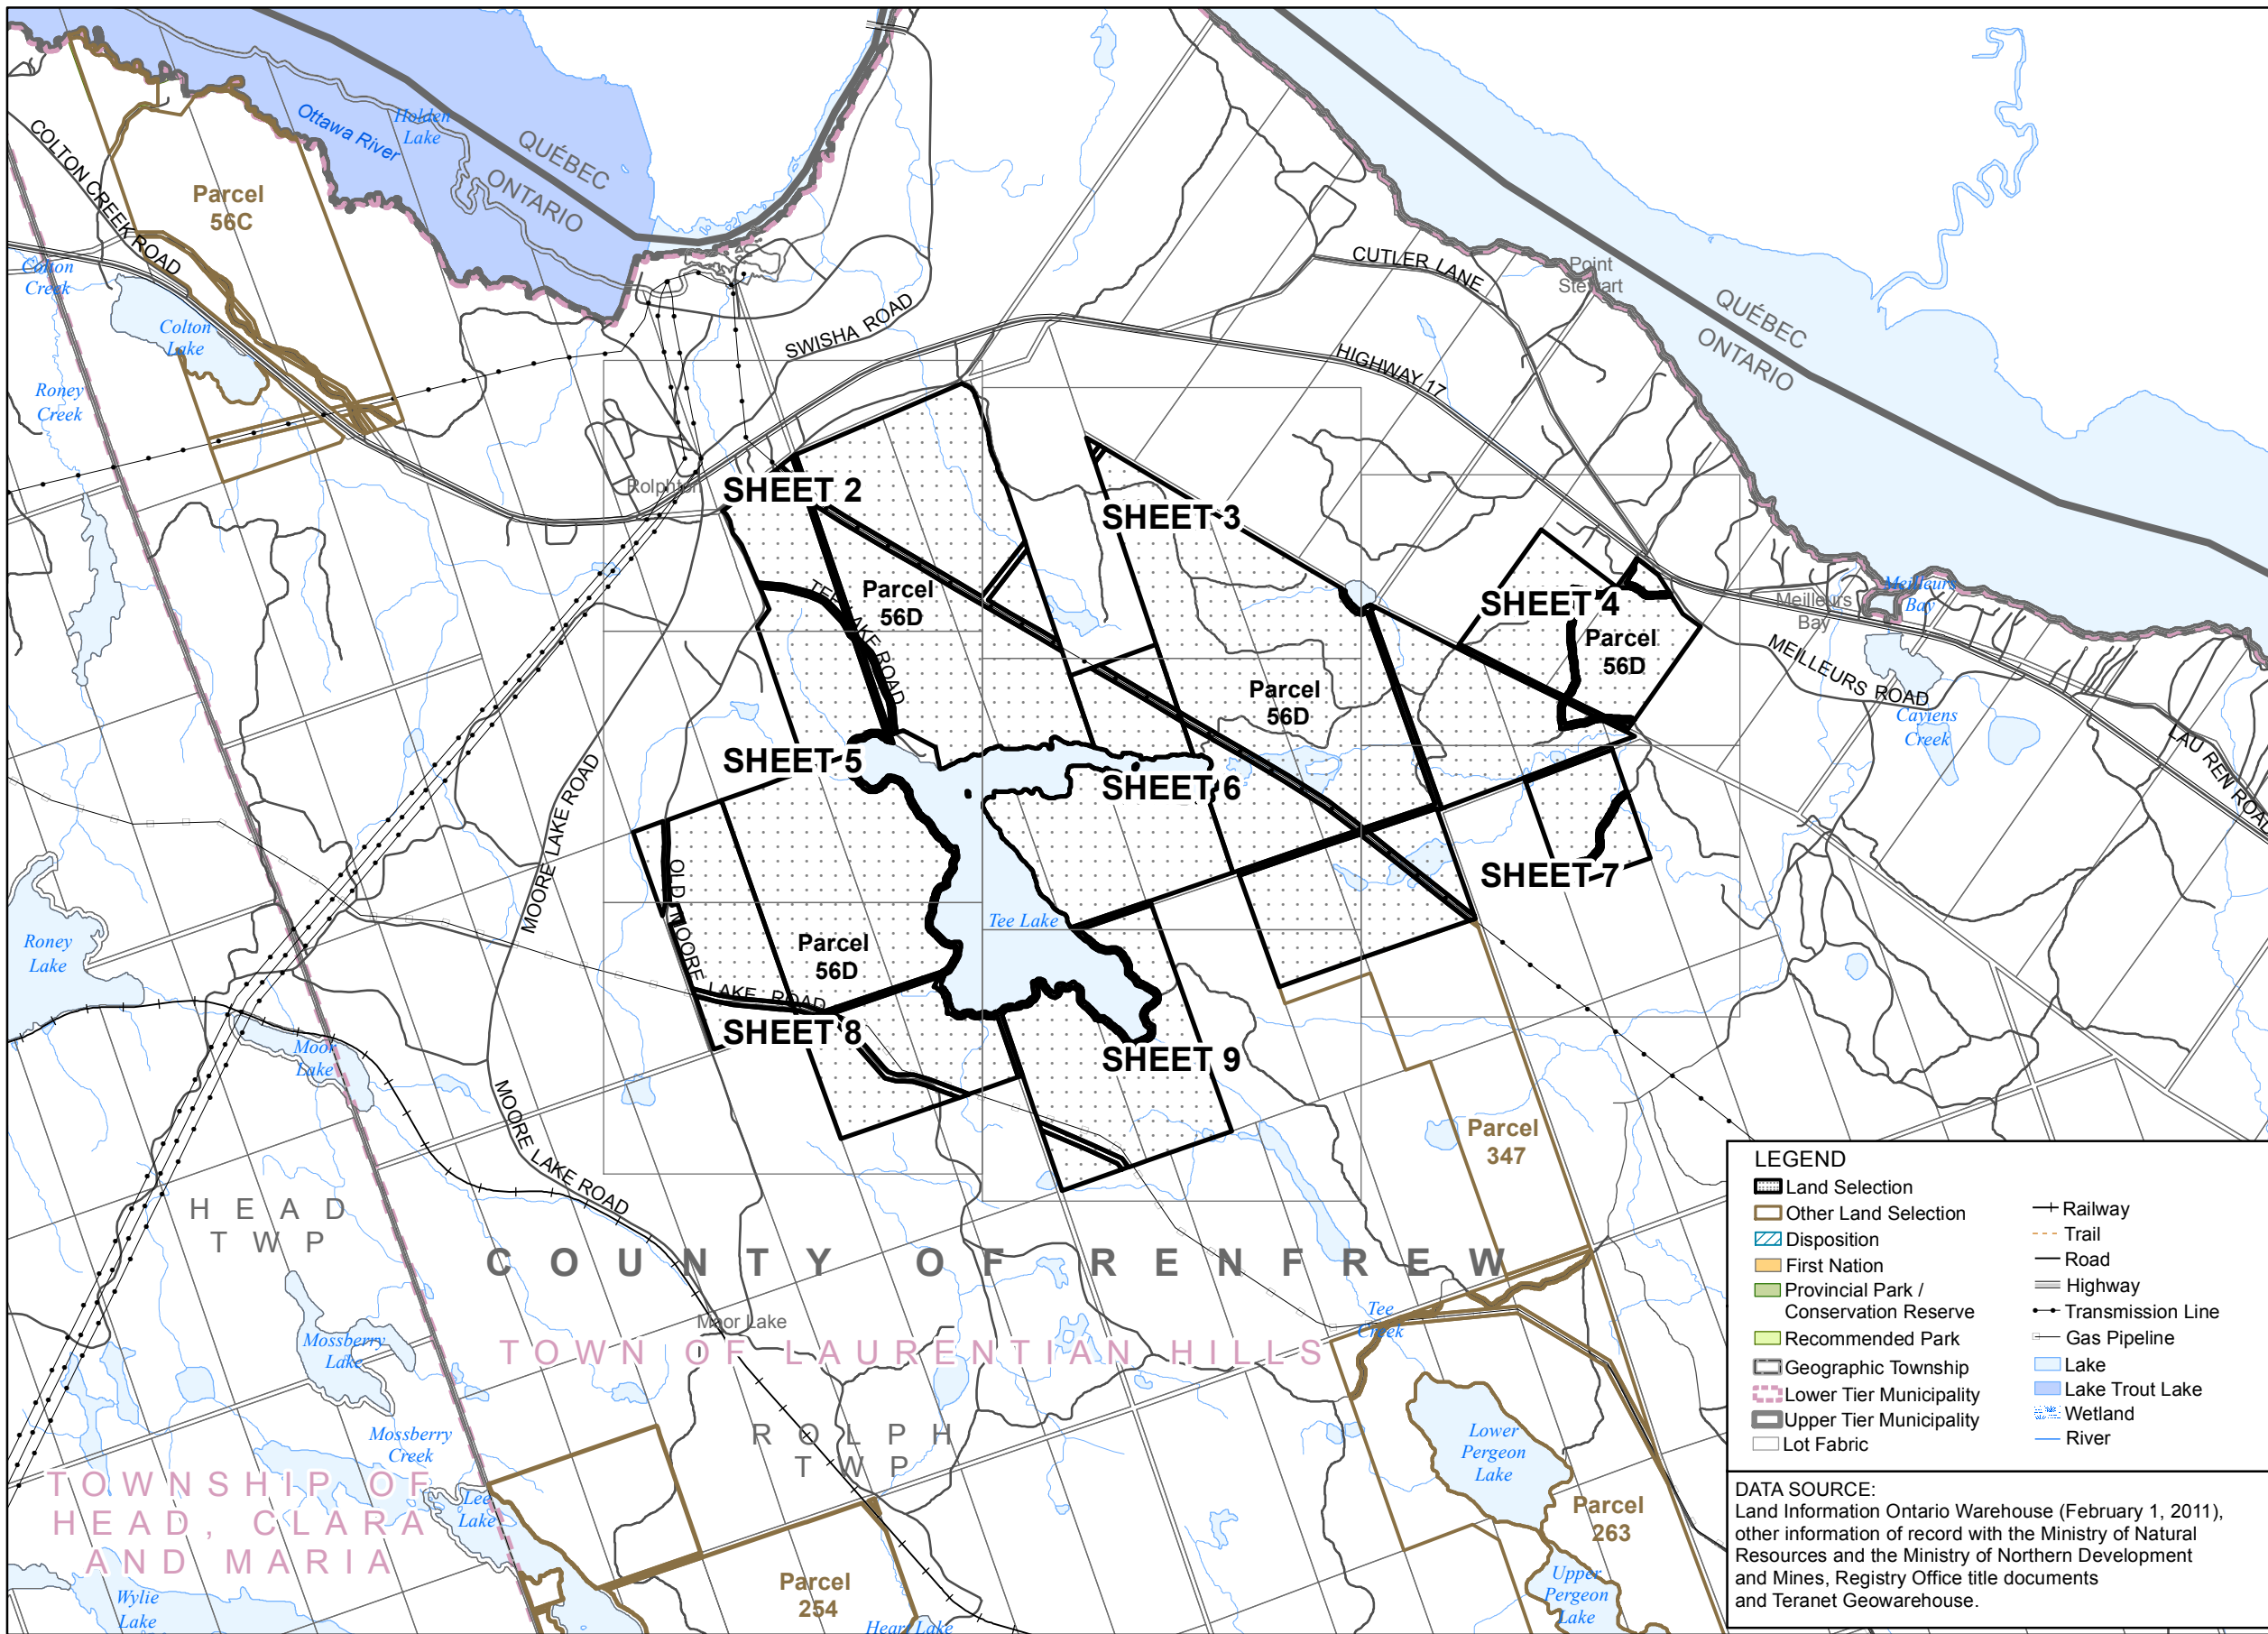 QUÉBEC
ONTARIO
Ottawa River
Holden
Lake
COLTON CREEK ROAD
Parcel
56C
Colton
Creek
Colton
Lake
Roney
Creek
SWISHA ROAD
CUTLER LANE
Point
Stewart
QUÉBEC
ONTARIO
HIGHWAY 17
Rolphton
SHEET 2
SHEET 3
SHEET 4
Parcel
56D
TEE LAKE ROAD
Parcel
56D
Parcel
56D
Meilleurs
Bay
Meilleurs
Bay
MEILLEURS ROAD
Cayiens
Creek
LAU REN ROAD
SHEET 5
SHEET 6
SHEET 7
MOORE LAKE ROAD
OLD MOORE LAKE ROAD
Parcel
56D
Tee Lake
Roney
Lake
SHEET 8
SHEET 9
Moor
Lake
MOORE LAKE ROAD
Parcel
347
HEAD
TWP
COUNTY OF RENFREW
Moor Lake
TOWN OF LAURENTIAN HILLS
Tee
Creek
Mossberry
Lake
Mossberry
Creek
ROLPH
TWP
Lower
Pergeon
Lake
TOWNSHIP OF
HEAD, CLARA
AND MARIA
Lee
Lake
Parcel
263
Upper
Pergeon
Lake
Parcel
254
Wylie
Lake
Heart Lake
LEGEND
Land Selection
Other Land Selection
Disposition
First Nation
Provincial Park /
Conservation Reserve
Recommended Park
Geographic Township
Lower Tier Municipality
Upper Tier Municipality
Lot Fabric
Railway
Trail
Road
Highway
Transmission Line
Gas Pipeline
Lake
Lake Trout Lake
Wetland
River
DATA SOURCE:
Land Information Ontario Warehouse (February 1, 2011),
other information of record with the Ministry of Natural
Resources and the Ministry of Northern Development
and Mines, Registry Office title documents
and Teranet Geowarehouse.